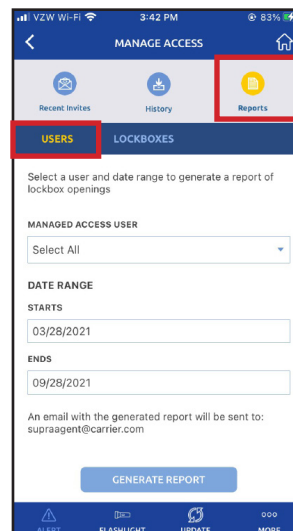 VZW Wi-Fi 3:42 PM 83%
MANAGE ACCESS
Recent Invites History Reports
USERS LOCKBOXES
Select a user and date range to generate a report of
lockbox openings
MANAGED ACCESS USER
Select All
DATE RANGE
STARTS
03/28/2021
ENDS
09/28/2021
An email with the generated report will be sent to:
supraagent@carrier.com
GENERATE REPORT
ALERT FLASHLIGHT UPDATE MORE